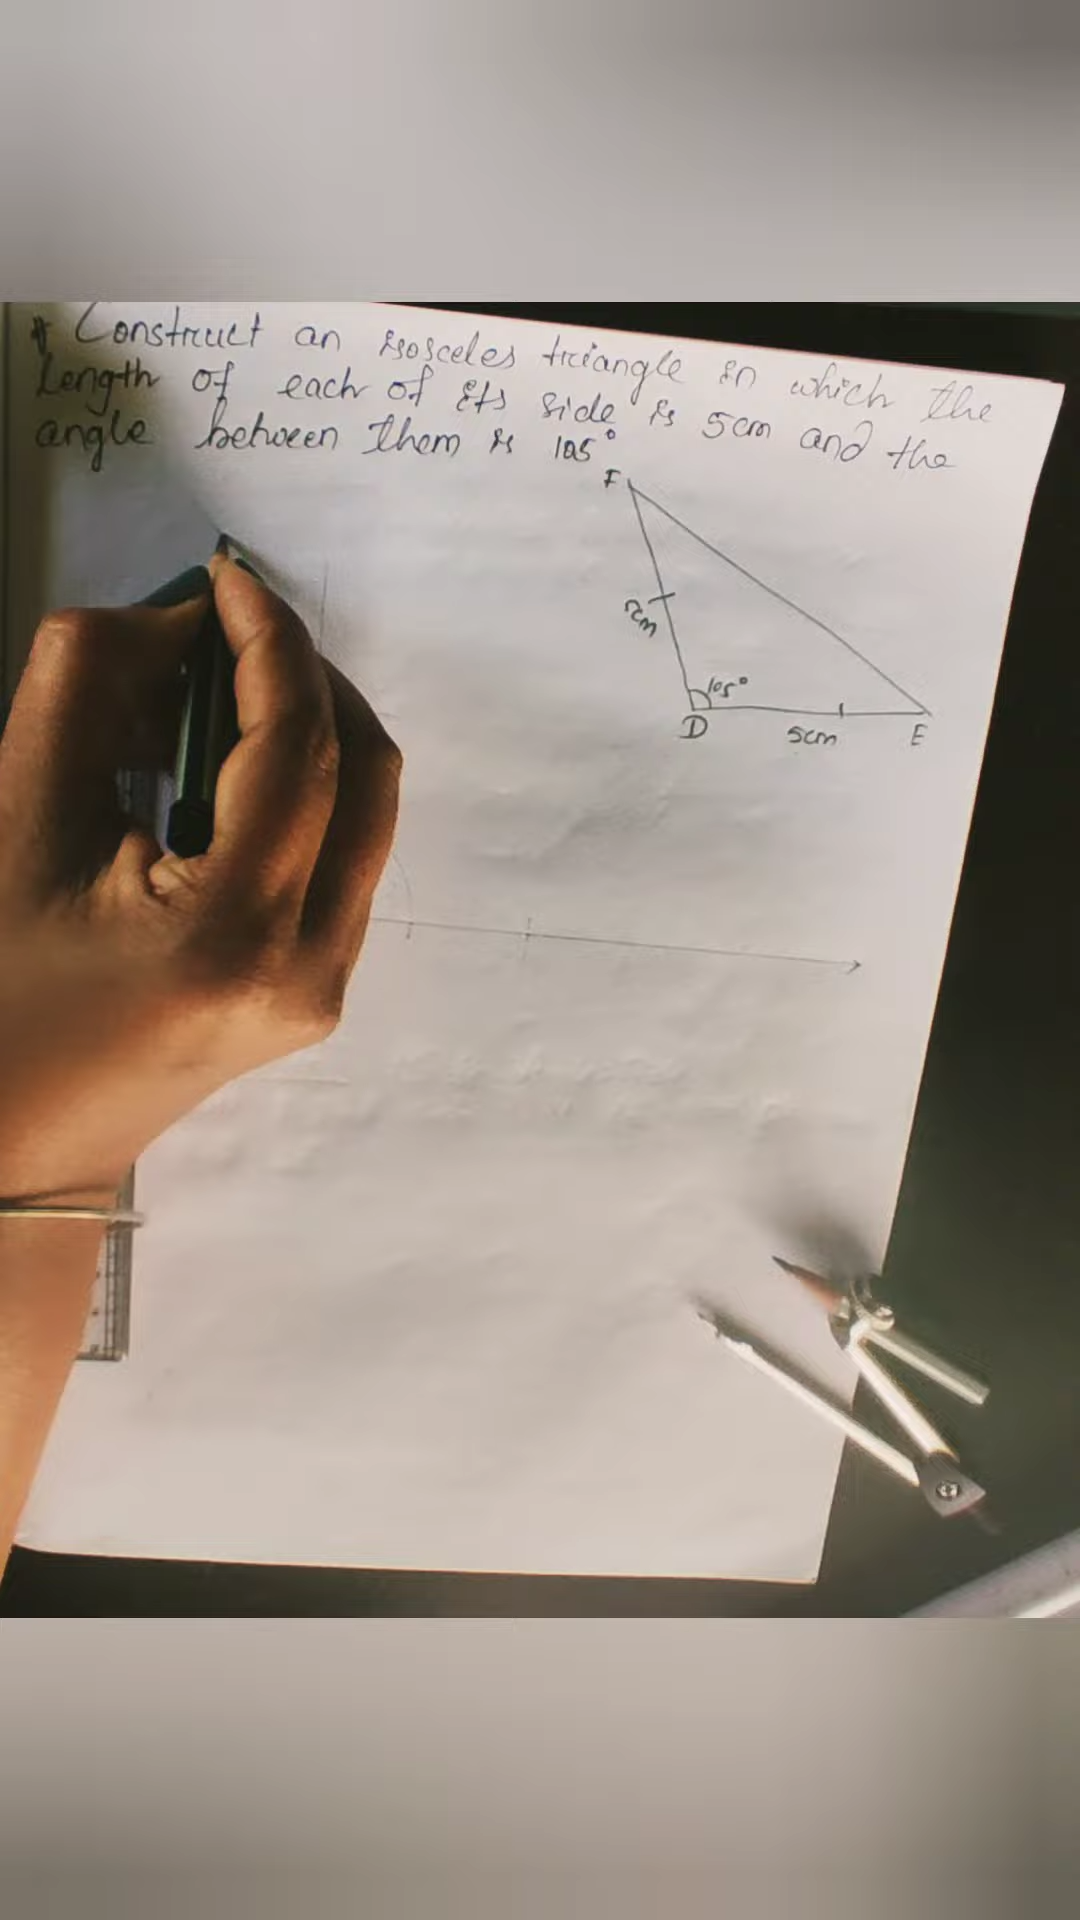 Construct an isosceles triangle in which the
Length of each of its side is 5cm and the
angle between them is 105°
F
5cm
105°
D
5cm
E